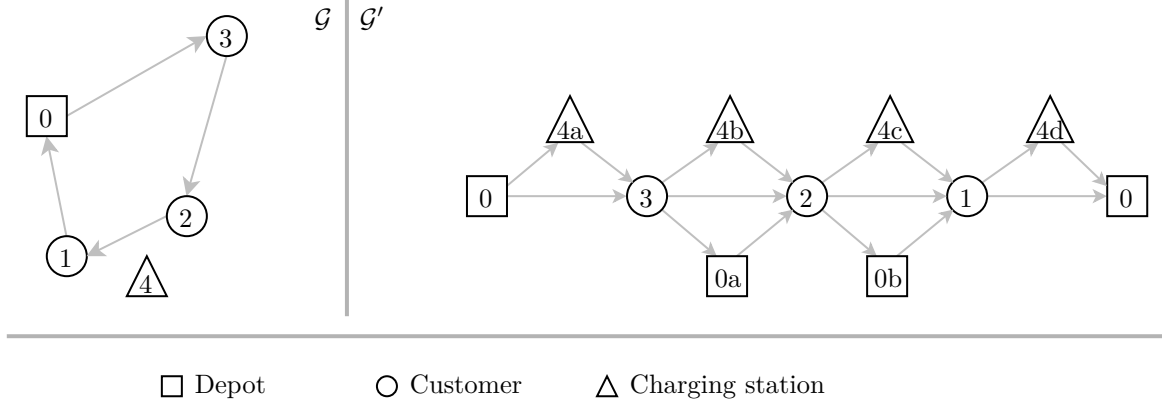 𝒢 𝒢′
3
0
4a 4b 4c 4d
0 3 2 1 0
2
1
4
0a 0b
Depot Customer Charging station